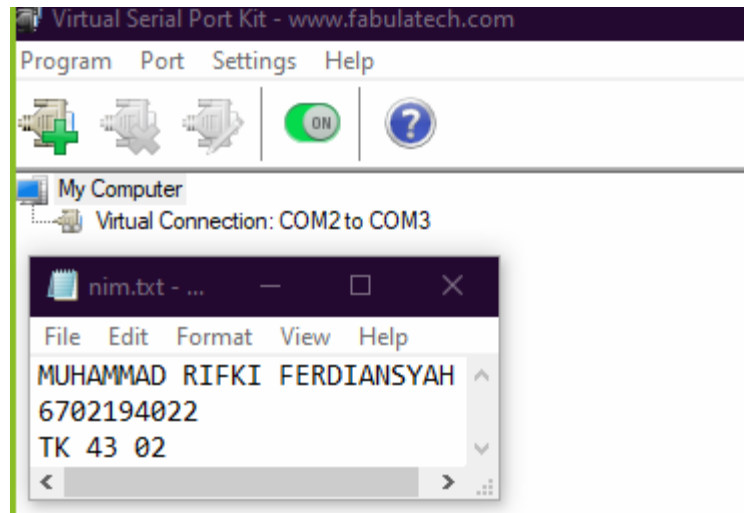 Virtual Serial Port Kit - www.fabulatech.com
Program Port Settings Help
ON
?
My Computer
Virtual Connection: COM2 to COM3
nim.txt - ...
File Edit Format View Help
MUHAMMAD RIFKI FERDIANSYAH
6702194022
TK 43 02